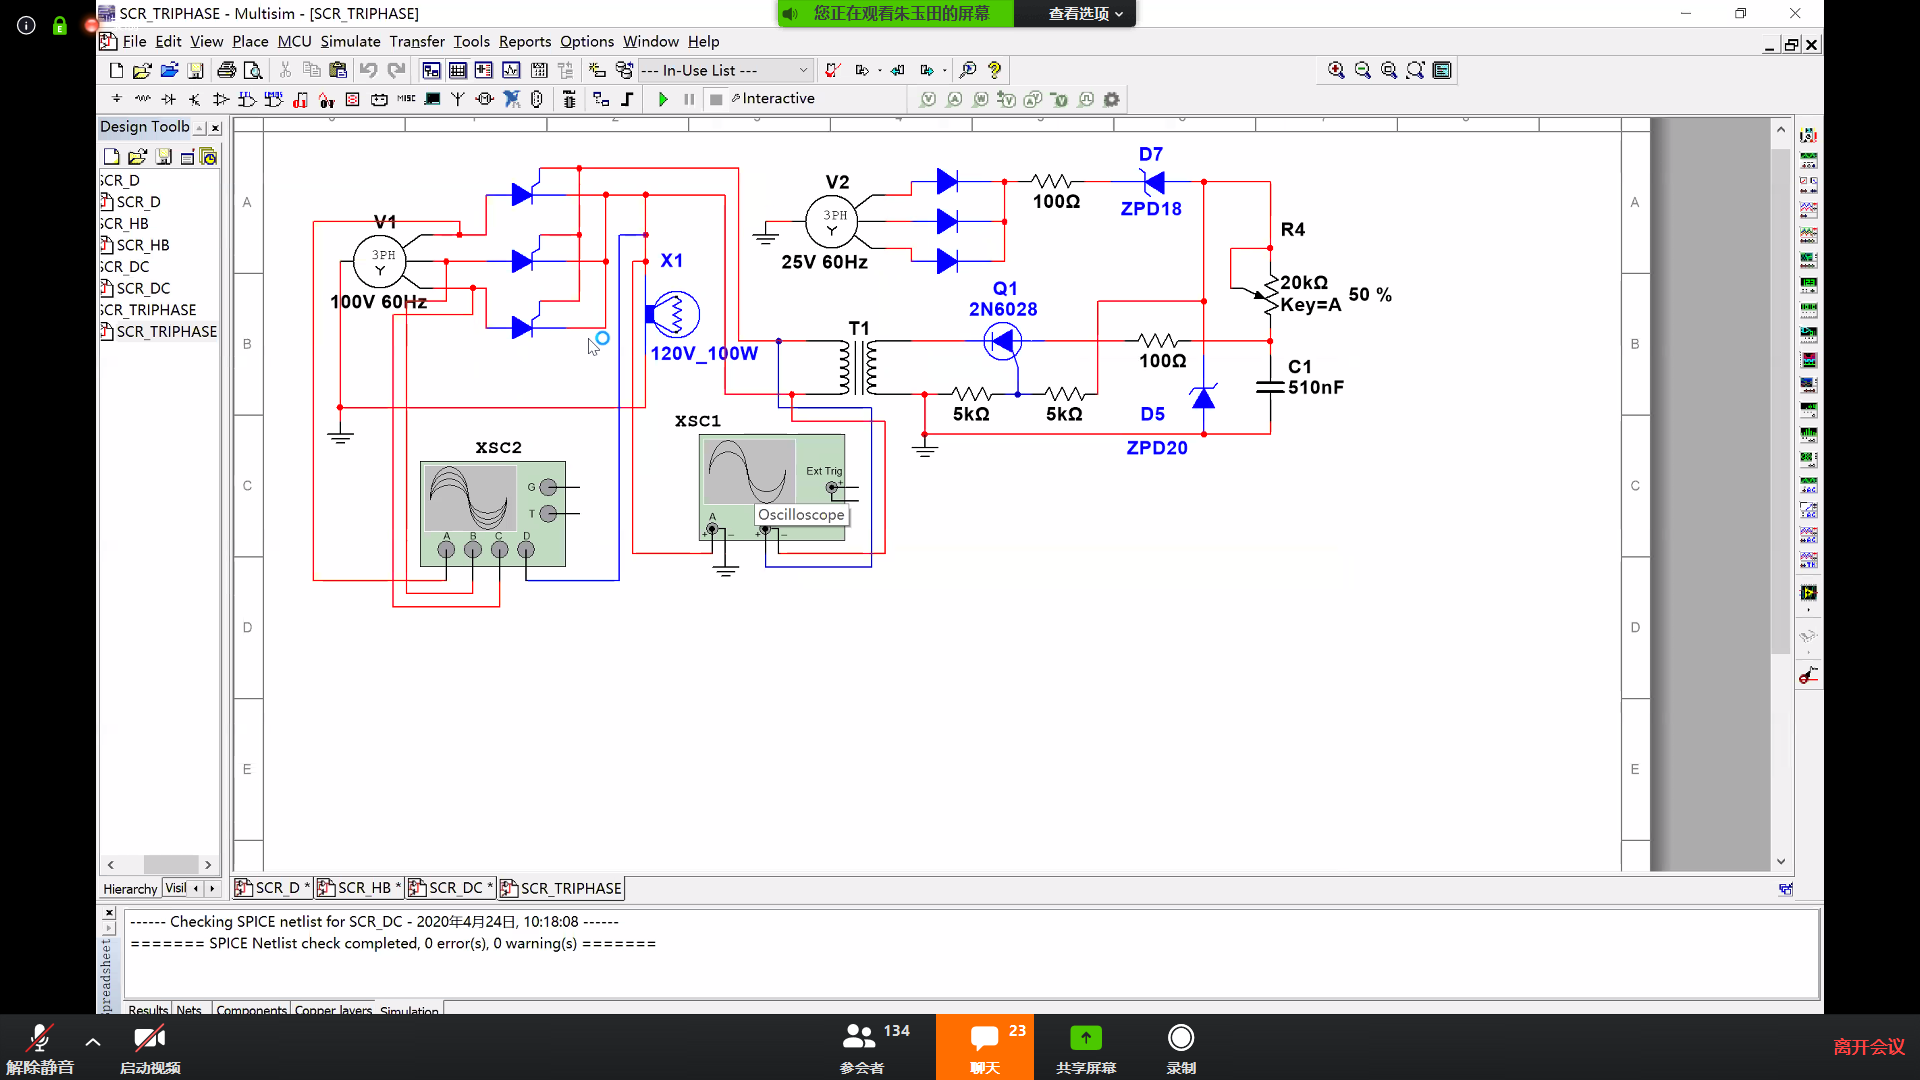 SCR_TRIPHASE - Multisim - [SCR_TRIPHASE]
您正在观看朱玉田的屏幕
查看选项
File Edit View Place MCU Simulate Transfer Tools Reports Options Window Help
--- In-Use List ---
MISC
Interactive
Design Toolb
SCR_D
SCR_D
SCR_HB
SCR_HB
SCR_DC
SCR_DC
SCR_TRIPHASE
SCR_TRIPHASE
A
B
C
D
E
V1
3PH
Y
100V 60Hz
X1
120V_100W
V2
3PH
Y
25V 60Hz
100Ω
D7
ZPD18
R4
20kΩ
Key=A
50 %
Q1
2N6028
T1
100Ω
C1
510nF
5kΩ
5kΩ
D5
ZPD20
XSC2
G
T
A B C D
XSC1
Ext Trig
A
Oscilloscope
A
B
C
D
E
Hierarchy
Visil
SCR_D *
SCR_HB *
SCR_DC *
SCR_TRIPHASE
------ Checking SPICE netlist for SCR_DC - 2020年4月24日, 10:18:08 ------
======= SPICE Netlist check completed, 0 error(s), 0 warning(s) =======
Results Nets Components Copper layers Simulation
解除静音
启动视频
134
参会者
23
聊天
共享屏幕
录制
离开会议